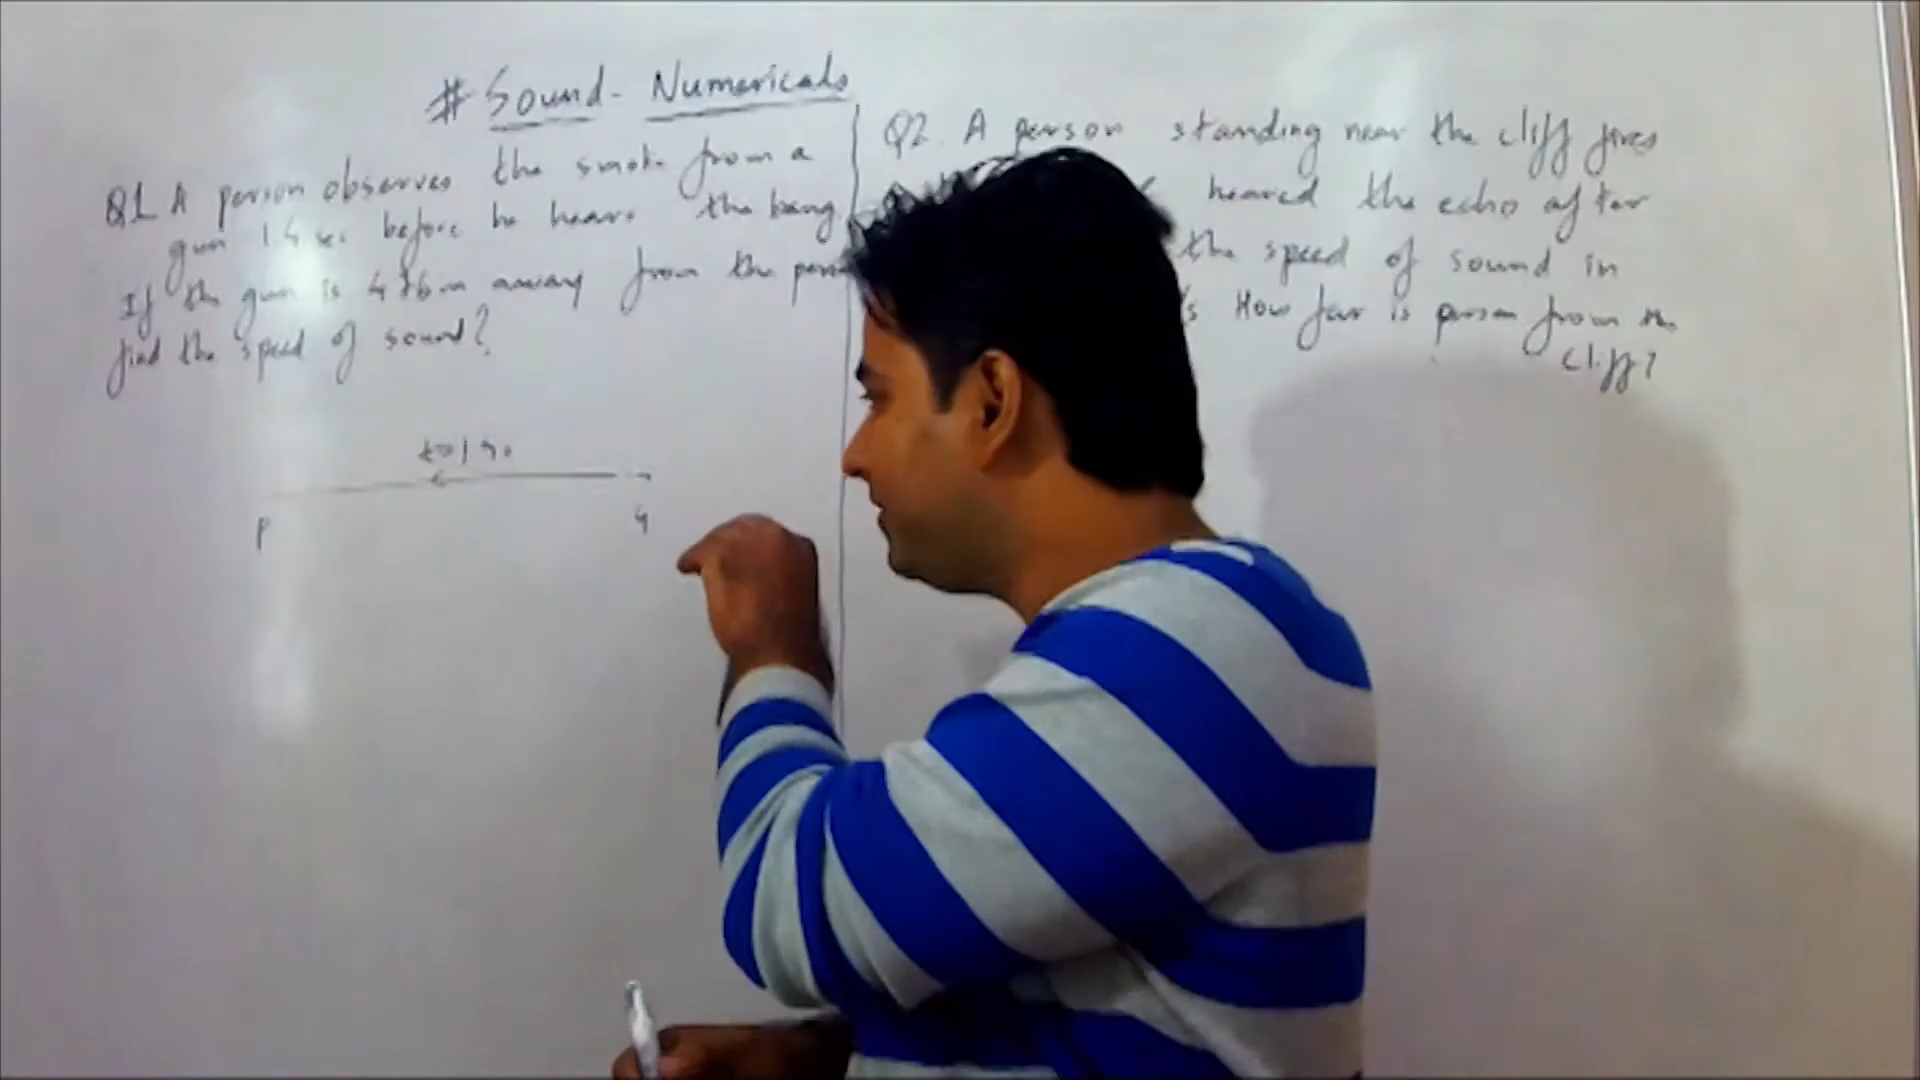 # Sound - Numericals
Q1 A person observes the smoke from a
gun 1.4 sec before he hears the bang.
If the gun is 476m away from the person
find the speed of sound?
P
Q2. A person standing near the cliff fires
heared the echo after
the speed of sound in
How far is person from the
cliff?